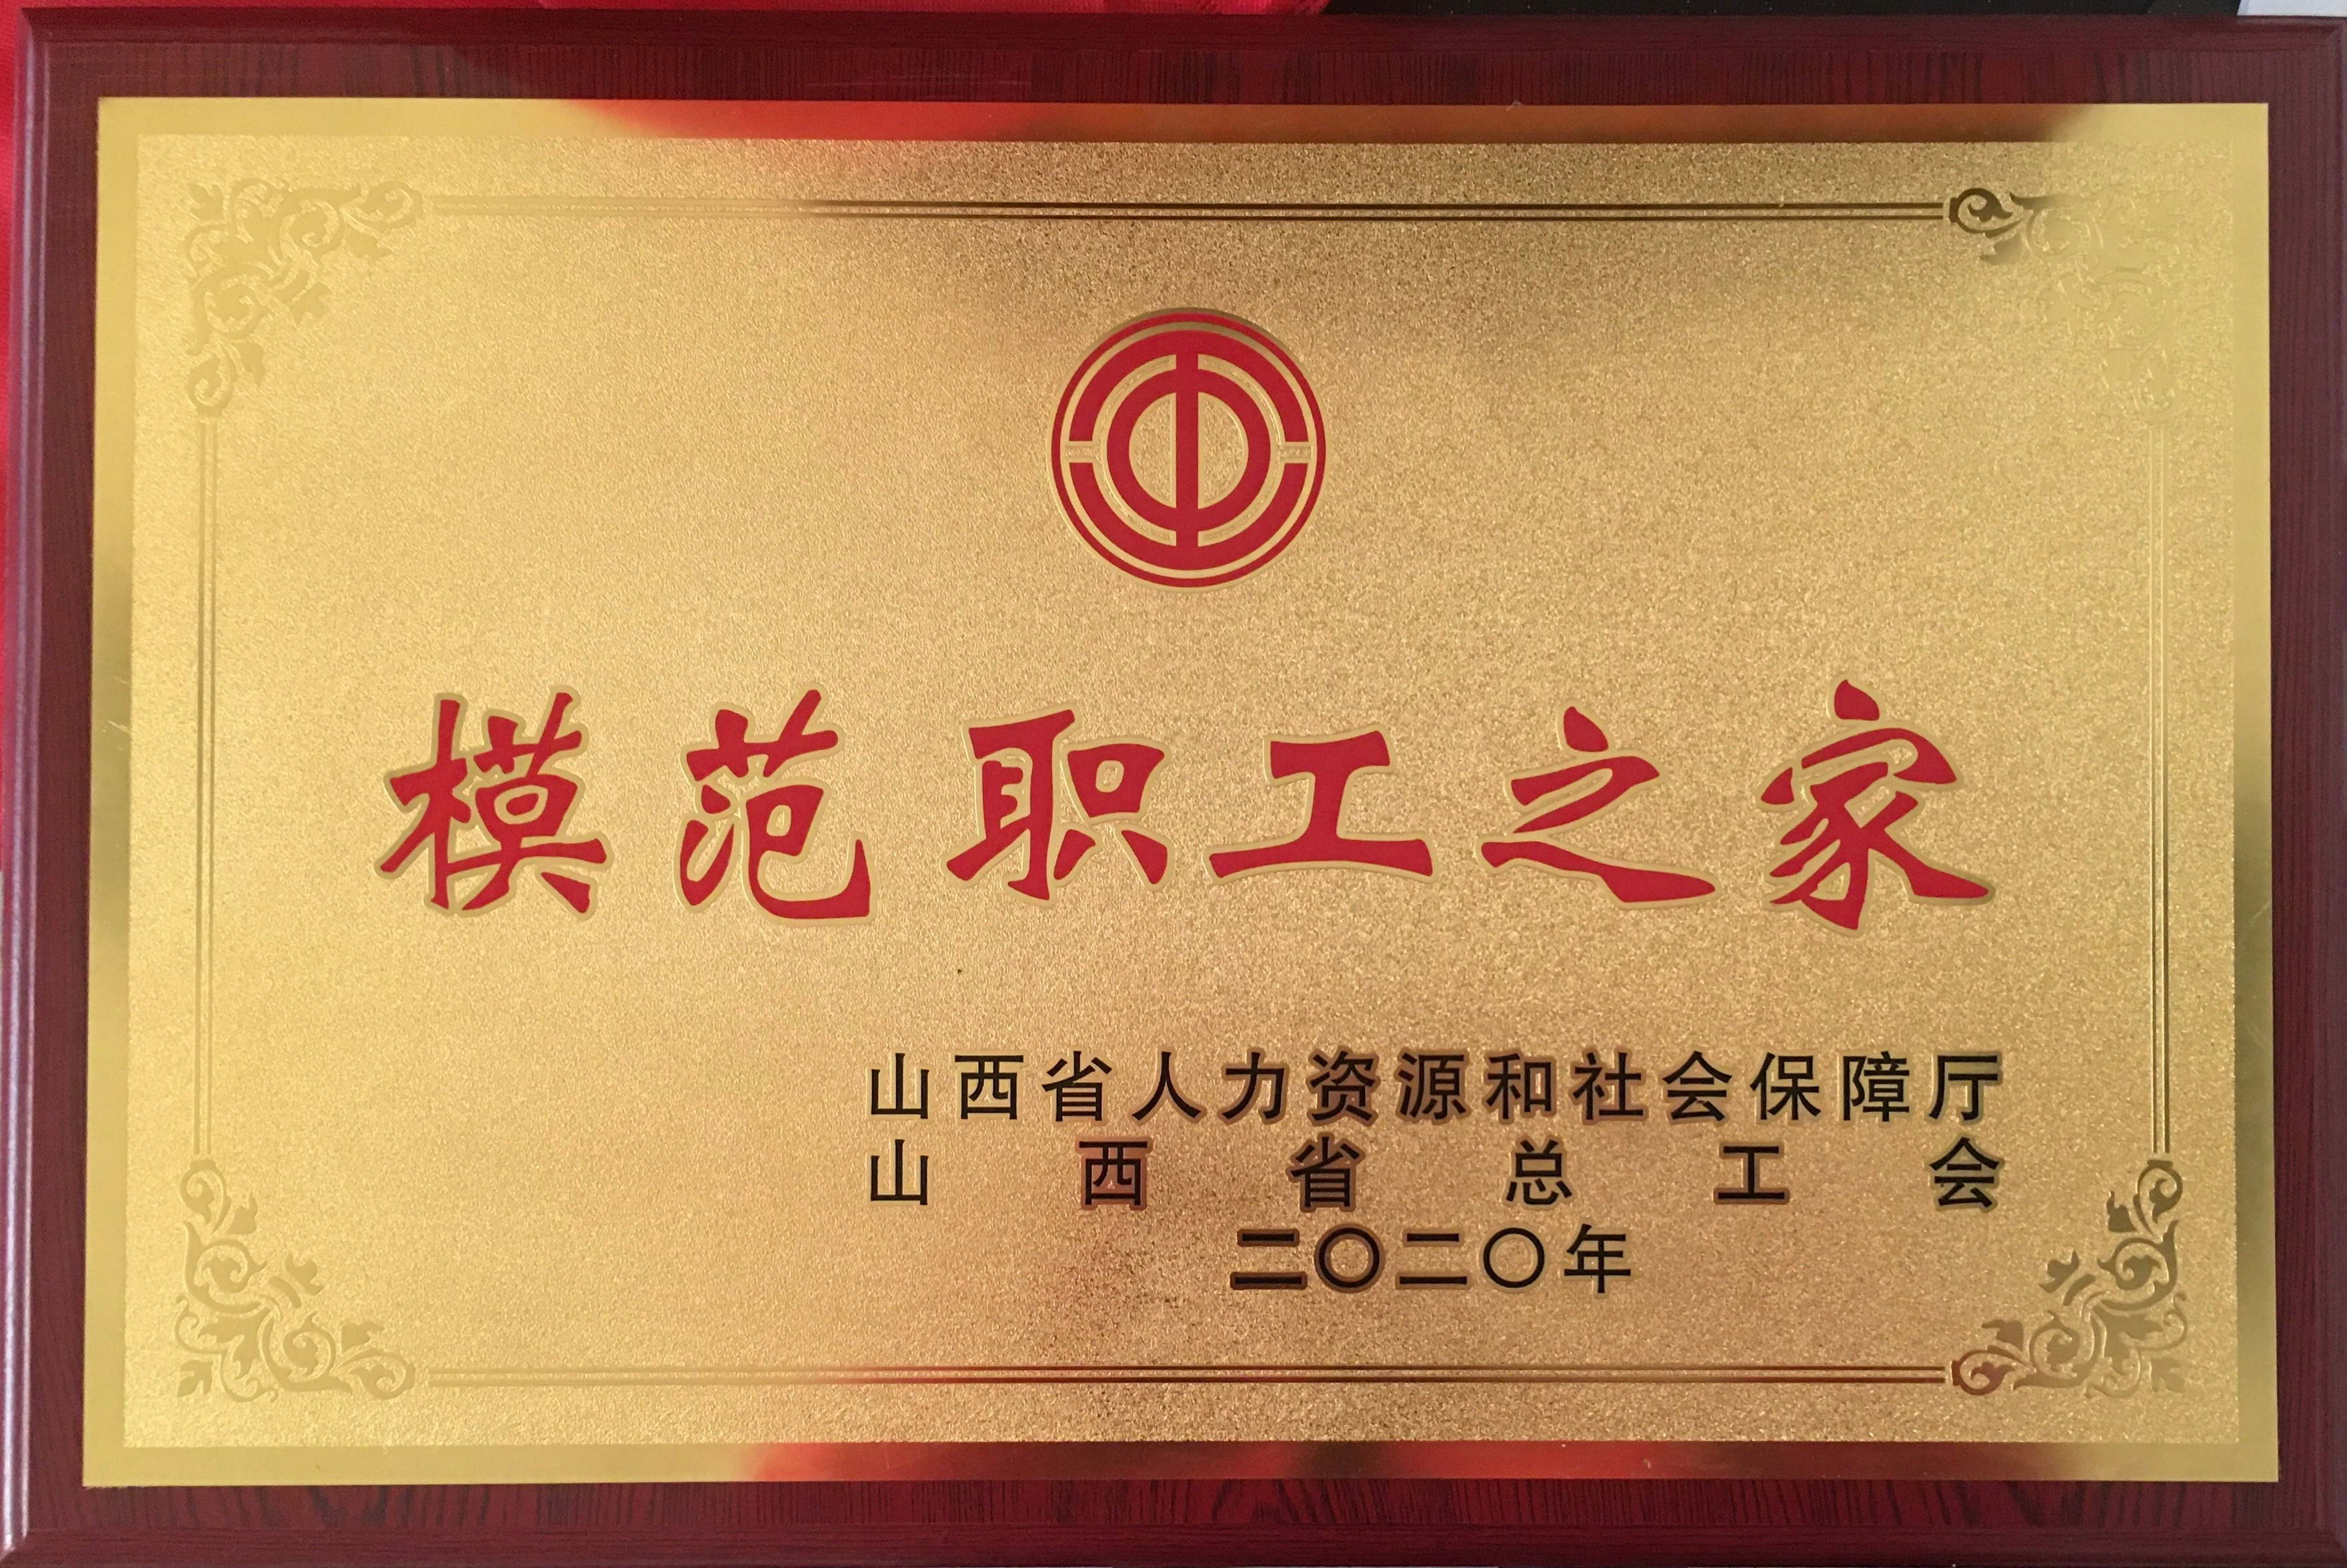 模范职工之家
山西省人力资源和社会保障厅
山西省总工会
二〇二〇年